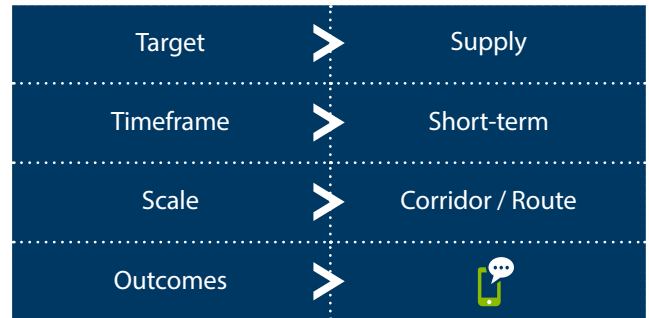 Target > Supply
Timeframe > Short-term
Scale > Corridor / Route
Outcomes >